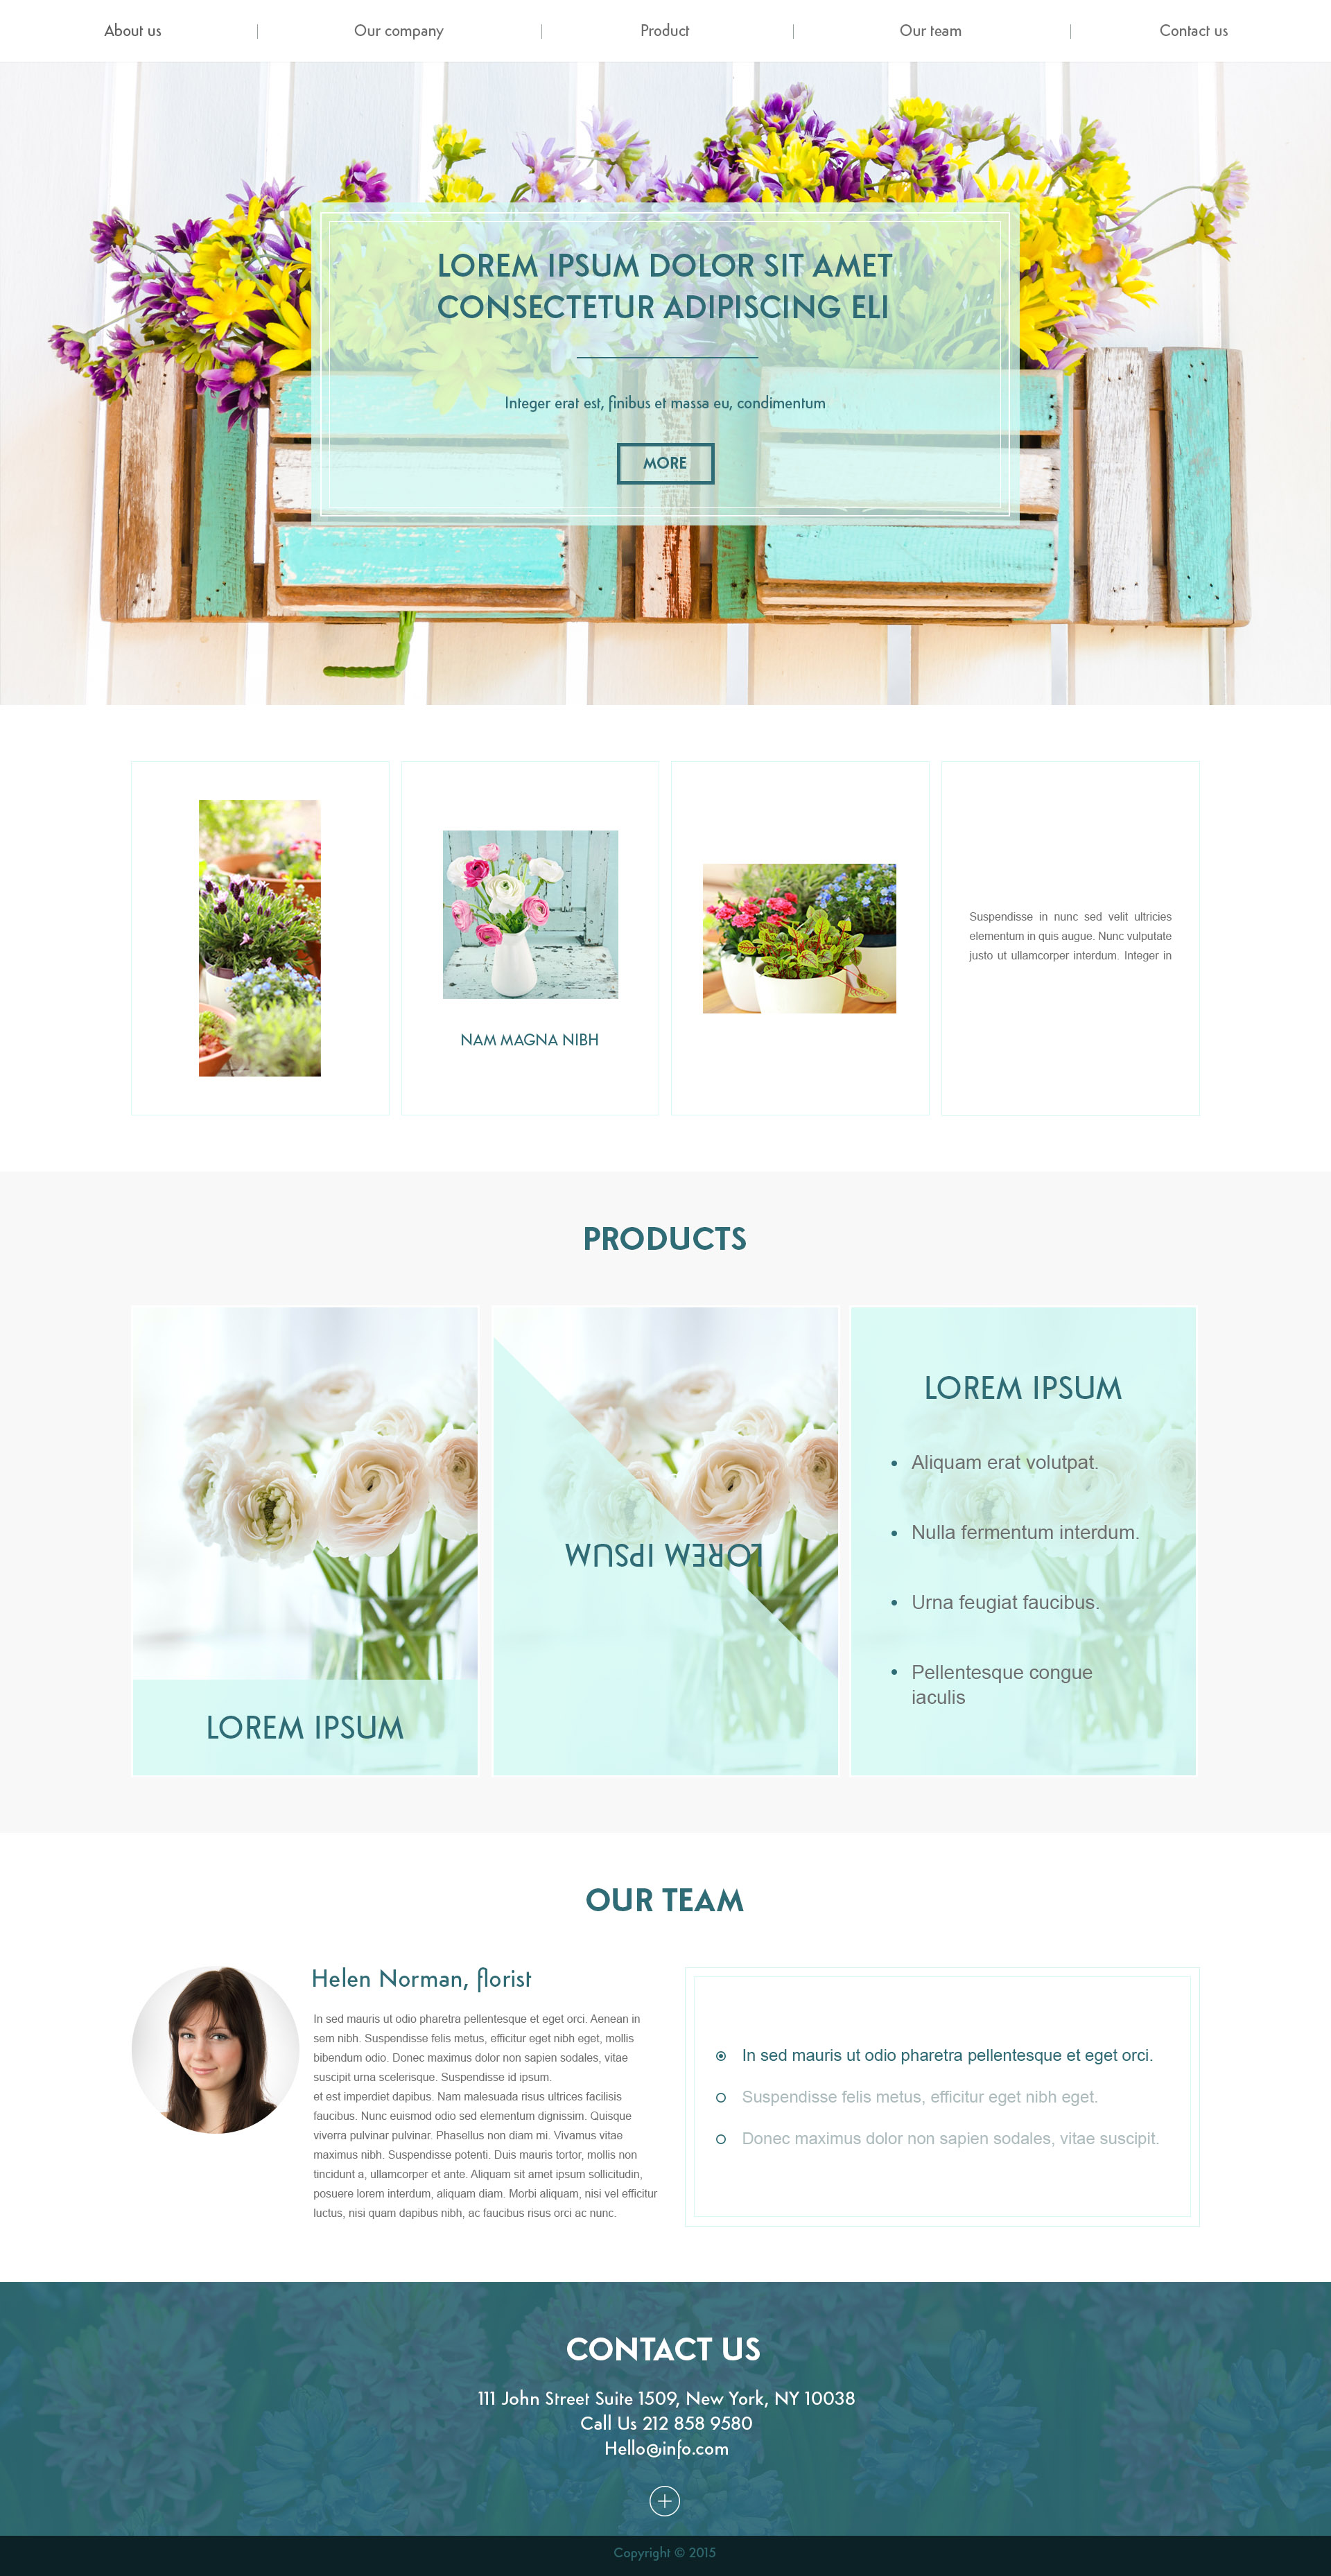 About us
Our company
Product
Our team
Contact us
LOREM IPSUM DOLOR SIT AMET
CONSECTETUR ADIPISCING ELI
Integer erat est, finibus et massa eu, condimentum
MORE
NAM MAGNA NIBH
Suspendisse in nunc sed velit ultricies
elementum in quis augue. Nunc vulputate
justo ut ullamcorper interdum. Integer in
PRODUCTS
LOREM IPSUM
LOREM IPSUM
LOREM IPSUM
• Aliquam erat volutpat.
• Nulla fermentum interdum.
• Urna feugiat faucibus.
• Pellentesque congue
iaculis
OUR TEAM
Helen Norman, florist
In sed mauris ut odio pharetra pellentesque et eget orci. Aenean in
sem nibh. Suspendisse felis metus, efficitur eget nibh eget, mollis
bibendum odio. Donec maximus dolor non sapien sodales, vitae
suscipit urna scelerisque. Suspendisse id ipsum.
et est imperdiet dapibus. Nam malesuada risus ultrices facilisis
faucibus. Nunc euismod odio sed elementum dignissim. Quisque
viverra pulvinar pulvinar. Phasellus non diam mi. Vivamus vitae
maximus nibh. Suspendisse potenti. Duis mauris tortor, mollis non
tincidunt a, ullamcorper et ante. Aliquam sit amet ipsum sollicitudin,
posuere lorem interdum, aliquam diam. Morbi aliquam, nisi vel efficitur
luctus, nisi quam dapibus nibh, ac faucibus risus orci ac nunc.
In sed mauris ut odio pharetra pellentesque et eget orci.
Suspendisse felis metus, efficitur eget nibh eget.
Donec maximus dolor non sapien sodales, vitae suscipit.
CONTACT US
111 John Street Suite 1509, New York, NY 10038
Call Us 212 858 9580
Hello@info.com
Copyright © 2015